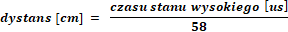 dystans [cm] = czasu stanu wysokiego [us] / 58